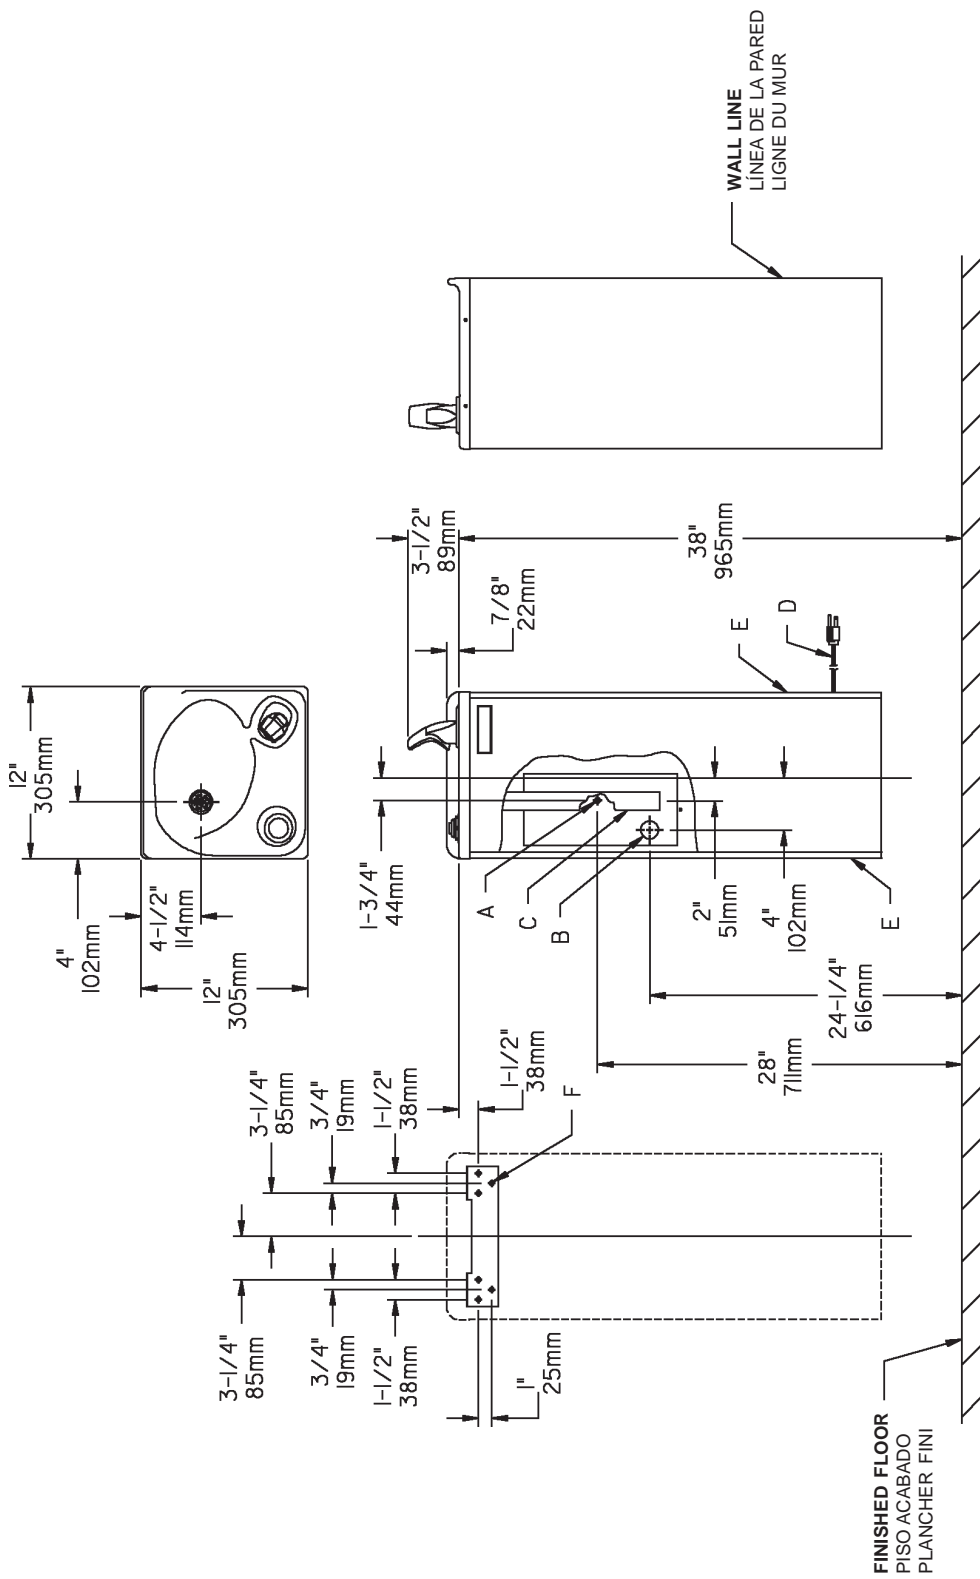 12"
305mm
4"
102mm
4-1/2"
114mm
12"
305mm
3-1/4"
85mm
3/4"
19mm
1-1/2"
38mm
3-1/4"
85mm
3/4"
19mm
1-1/2"
38mm
1"
25mm
1-1/2"
38mm
F
1-3/4"
44mm
A
C
B
3-1/2"
89mm
7/8"
22mm
38"
965mm
E
D
2"
51mm
4"
102mm
E
24-1/4"
616mm
28"
711mm
WALL LINE
LÍNEA DE LA PARED
LIGNE DU MUR
FINISHED FLOOR
PISO ACABADO
PLANCHER FINI